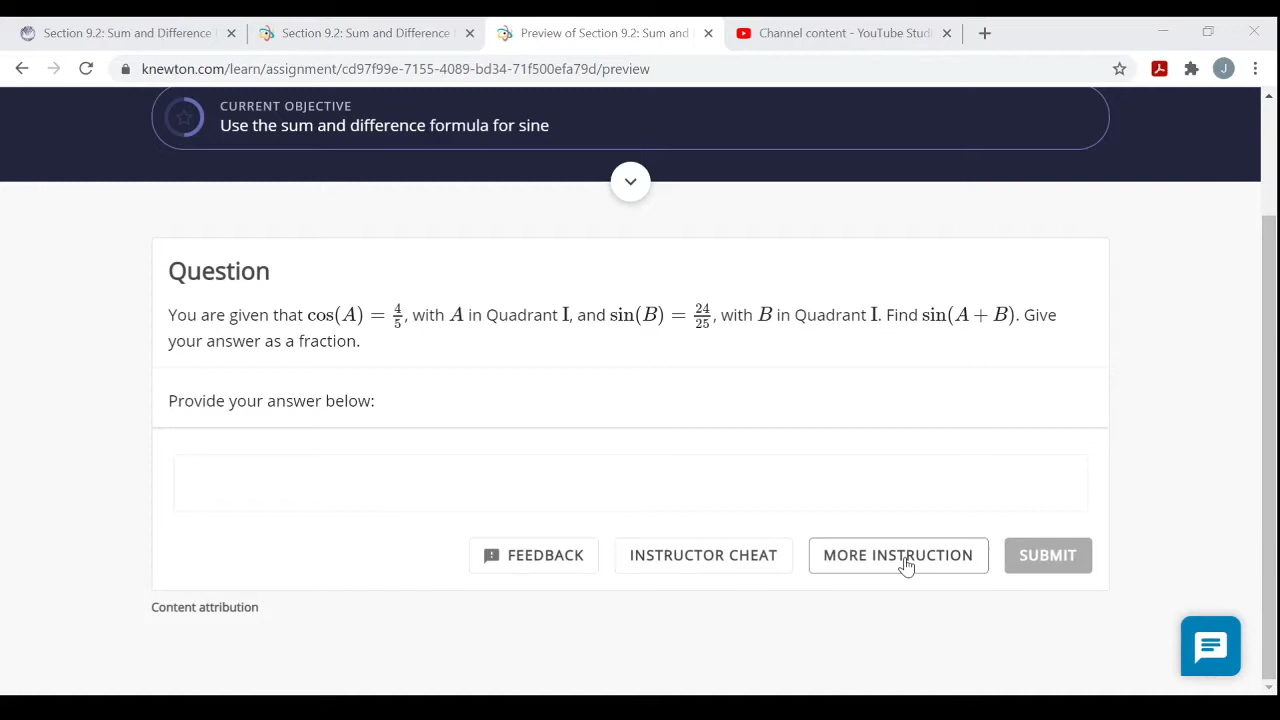 Section 9.2: Sum and Difference
Section 9.2: Sum and Difference
Preview of Section 9.2: Sum and
Channel content - YouTube Studi
knewton.com/learn/assignment/cd97f99e-7155-4089-bd34-71f500efa79d/preview
J
CURRENT OBJECTIVE
Use the sum and difference formula for sine
Question
You are given that cos(A) = 4/5, with A in Quadrant I, and sin(B) = 24/25, with B in Quadrant I. Find sin(A + B). Give
your answer as a fraction.
Provide your answer below:
FEEDBACK
INSTRUCTOR CHEAT
MORE INSTRUCTION
SUBMIT
Content attribution